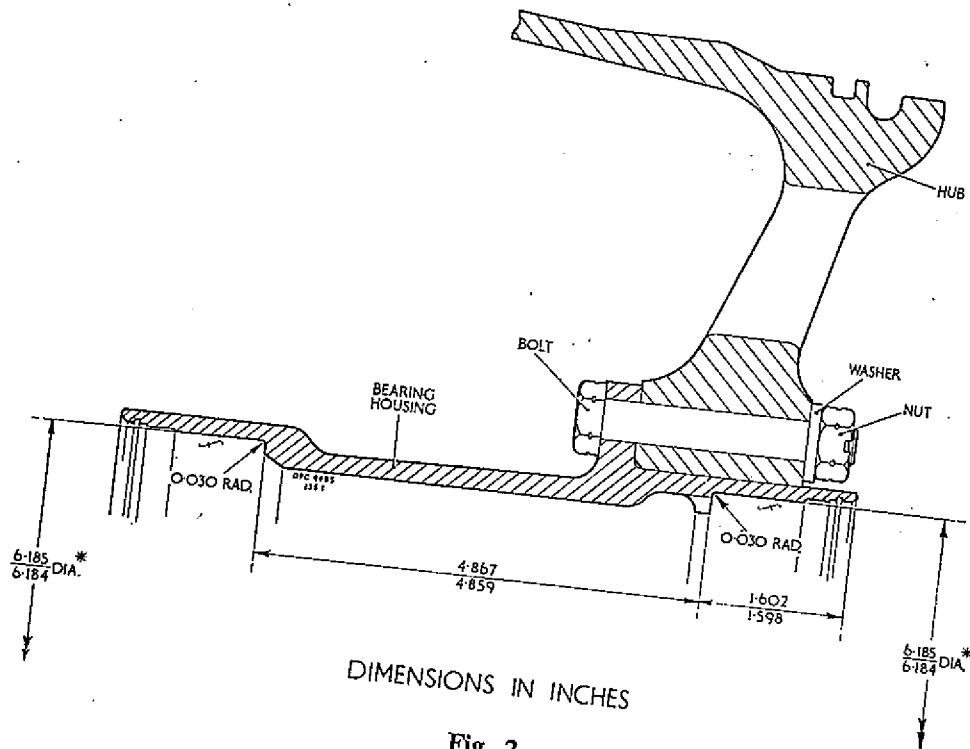 HUB
BOLT
WASHER
NUT
BEARING
HOUSING
0·030 RAD.
0·030 RAD.
6·185
6·184 DIA.*
4·867
4·859
1·602
1·598
6·185
6·184 DIA.*
DIMENSIONS IN INCHES
Fig. 2